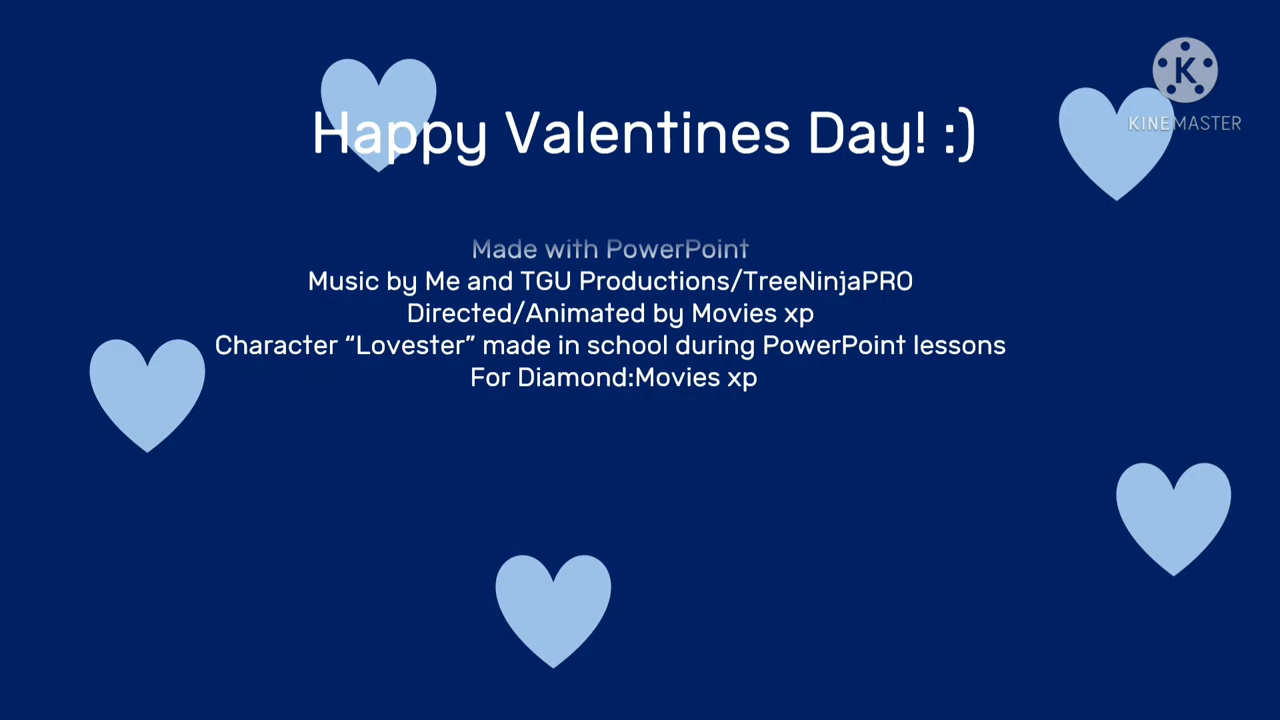 Happy Valentines Day! :)
K
KINEMASTER
Made with PowerPoint
Music by Me and TGU Productions/TreeNinjaPRO
Directed/Animated by Movies xp
Character “Lovester” made in school during PowerPoint lessons
For Diamond:Movies xp